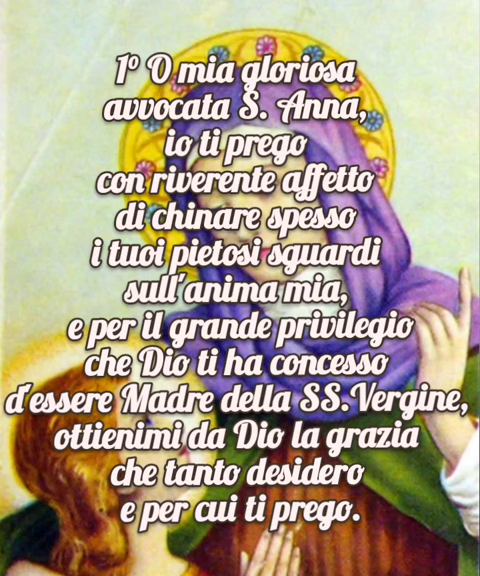 1º O mia gloriosa
avvocata S. Anna,
io ti prego
con riverente affetto
di chinare spesso
i tuoi pietosi sguardi
sull'anima mia,
e per il grande privilegio
che Dio ti ha concesso
d'essere Madre della SS.Vergine,
ottienimi da Dio la grazia
che tanto desidero
e per cui ti prego.